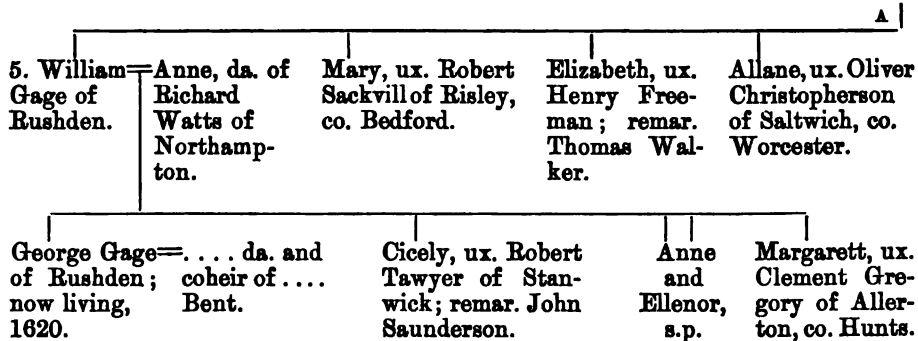 A
5. William=Anne, da. of
Gage of Richard
Rushden. Watts of
Northamp-
ton.
Mary, ux. Robert
Sackvill of Risley,
co. Bedford.
Elizabeth, ux.
Henry Free-
man; remar.
Thomas Wal-
ker.
Allane, ux. Oliver
Christopherson
of Saltwich, co.
Worcester.
George Gage=.... da. and
of Rushden; coheir of ....
now living, Bent.
1620.
Cicely, ux. Robert
Tawyer of Stan-
wick; remar. John
Saunderson.
Anne
and
Ellenor,
s.p.
Margarett, ux.
Clement Gre-
gory of Aller-
ton, co. Hunts.